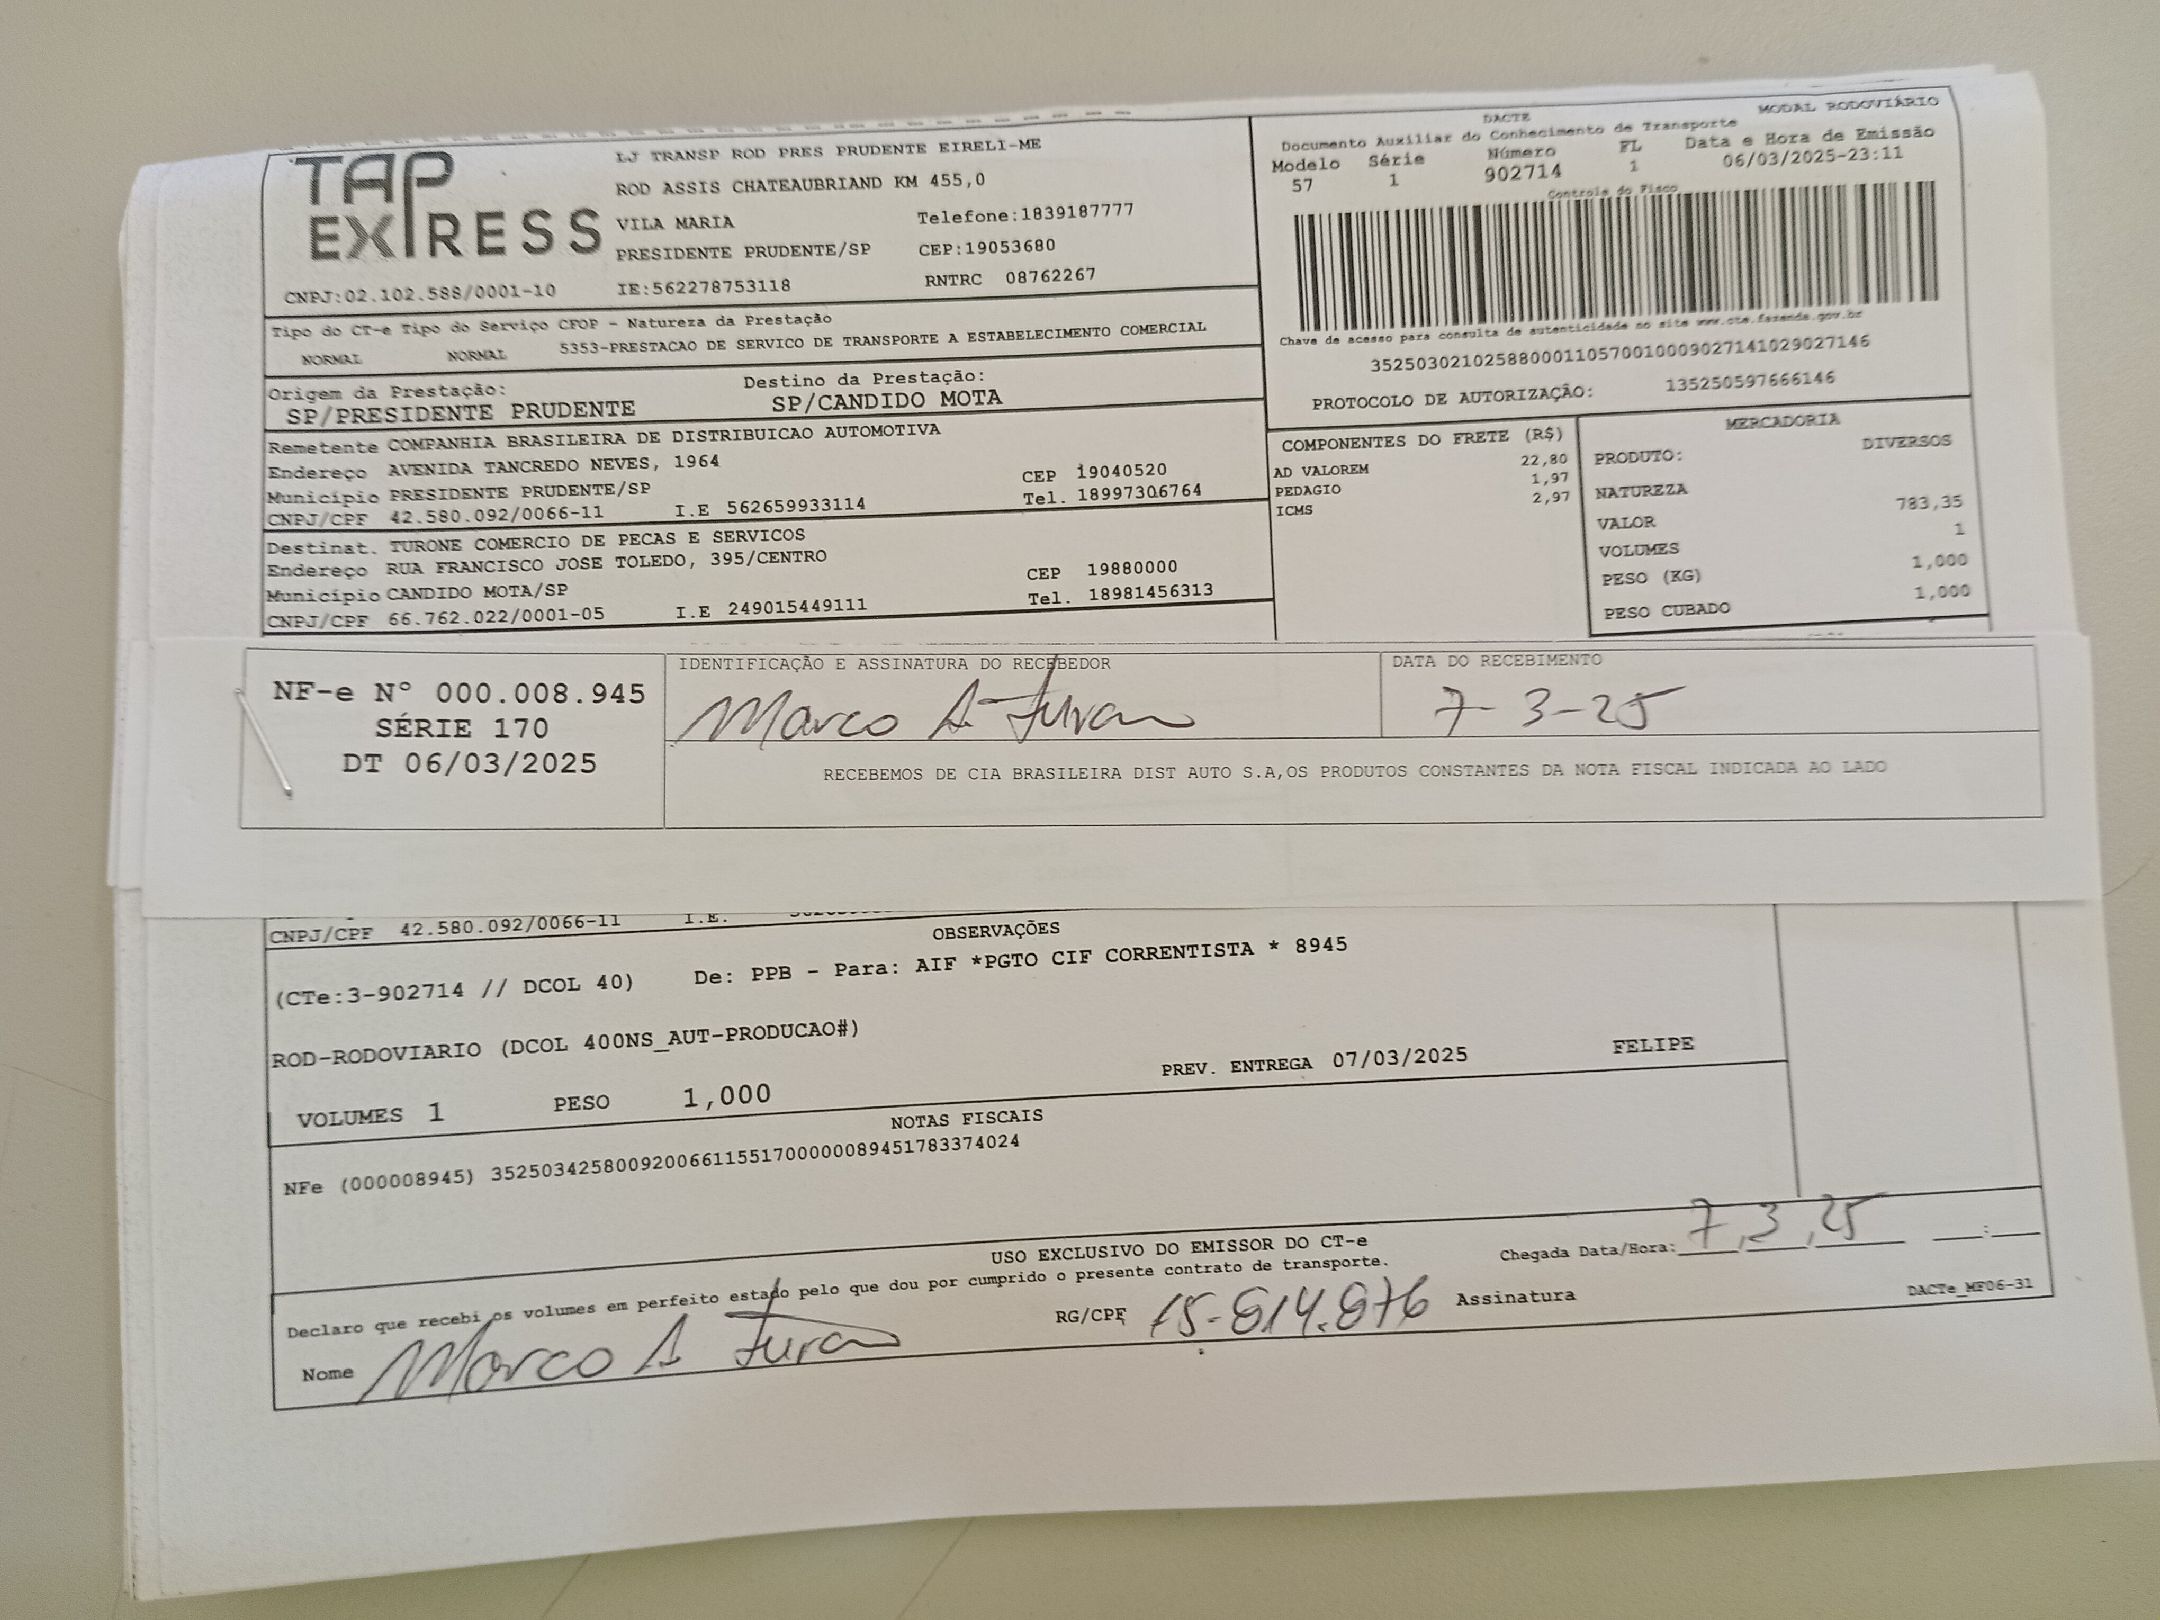 TAP EXPRESS
LJ TRANSP ROD PRES PRUDENTE EIRELI-ME
ROD ASSIS CHATEAUBRIAND KM 455,0
VILA MARIA Telefone:1839187777
PRESIDENTE PRUDENTE/SP CEP:19053680
CNPJ:02.102.588/0001-10 IE:562278753118 RNTRC 08762267
DACTE MODAL RODOVIÁRIO
Documento Auxiliar do Conhecimento de Transporte
Modelo Série Número FL Data e Hora de Emissão
57 1 902714 1 06/03/2025-23:11
Controle do Fisco
Chave de acesso para consulta de autenticidade no site www.cte.fazenda.gov.br
35250302102588000110570010009027141029027146
PROTOCOLO DE AUTORIZAÇÃO: 135250597666146
Tipo do CT-e Tipo do Serviço CFOP - Natureza da Prestação
NORMAL NORMAL 5353-PRESTACAO DE SERVICO DE TRANSPORTE A ESTABELECIMENTO COMERCIAL
Origem da Prestação: Destino da Prestação:
SP/PRESIDENTE PRUDENTE SP/CANDIDO MOTA
Remetente COMPANHIA BRASILEIRA DE DISTRIBUICAO AUTOMOTIVA
Endereço AVENIDA TANCREDO NEVES, 1964 CEP 19040520
Município PRESIDENTE PRUDENTE/SP Tel. 18997306764
CNPJ/CPF 42.580.092/0066-11 I.E 562659933114
Destinat. TURONE COMERCIO DE PECAS E SERVICOS
Endereço RUA FRANCISCO JOSE TOLEDO, 395/CENTRO CEP 19880000
Município CANDIDO MOTA/SP Tel. 18981456313
CNPJ/CPF 66.762.022/0001-05 I.E 249015449111
COMPONENTES DO FRETE (R$)
AD VALOREM 22,80
PEDAGIO 1,97
ICMS 2,97
MERCADORIA
PRODUTO: DIVERSOS
NATUREZA
VALOR 783,35
VOLUMES 1
PESO (KG) 1,000
PESO CUBADO 1,000
NF-e Nº 000.008.945
SÉRIE 170
DT 06/03/2025
IDENTIFICAÇÃO E ASSINATURA DO RECEBEDOR
Marco A Turao
DATA DO RECEBIMENTO
7-3-25
RECEBEMOS DE CIA BRASILEIRA DIST AUTO S.A,OS PRODUTOS CONSTANTES DA NOTA FISCAL INDICADA AO LADO
CNPJ/CPF 42.580.092/0066-11 I.E.
OBSERVAÇÕES
(CTe:3-902714 // DCOL 40) De: PPB - Para: AIF *PGTO CIF CORRENTISTA * 8945
ROD-RODOVIARIO (DCOL 400NS_AUT-PRODUCAO#)
PREV. ENTREGA 07/03/2025 FELIPE
VOLUMES 1 PESO 1,000
NOTAS FISCAIS
NFe (000008945) 35250342580092006611551700000089451783374024
USO EXCLUSIVO DO EMISSOR DO CT-e
Chegada Data/Hora: 7,3,25 :
Declaro que recebi os volumes em perfeito estado pelo que dou por cumprido o presente contrato de transporte.
Nome Marco A Turao RG/CPF 15-814.876 Assinatura
DACTe_MF06-31